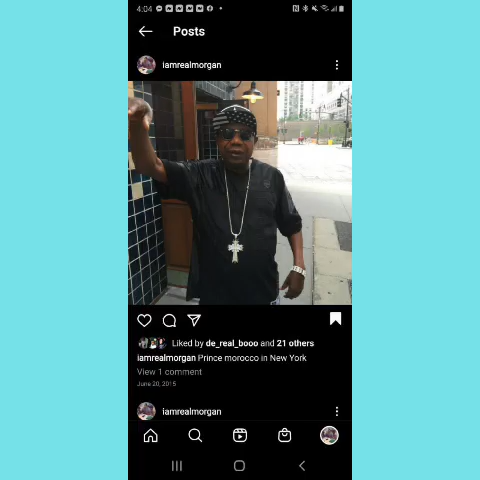 4:04
Posts
iamrealmorgan
Liked by de_real_booo and 21 others
iamrealmorgan Prince morocco in New York
View 1 comment
June 20, 2015
iamrealmorgan